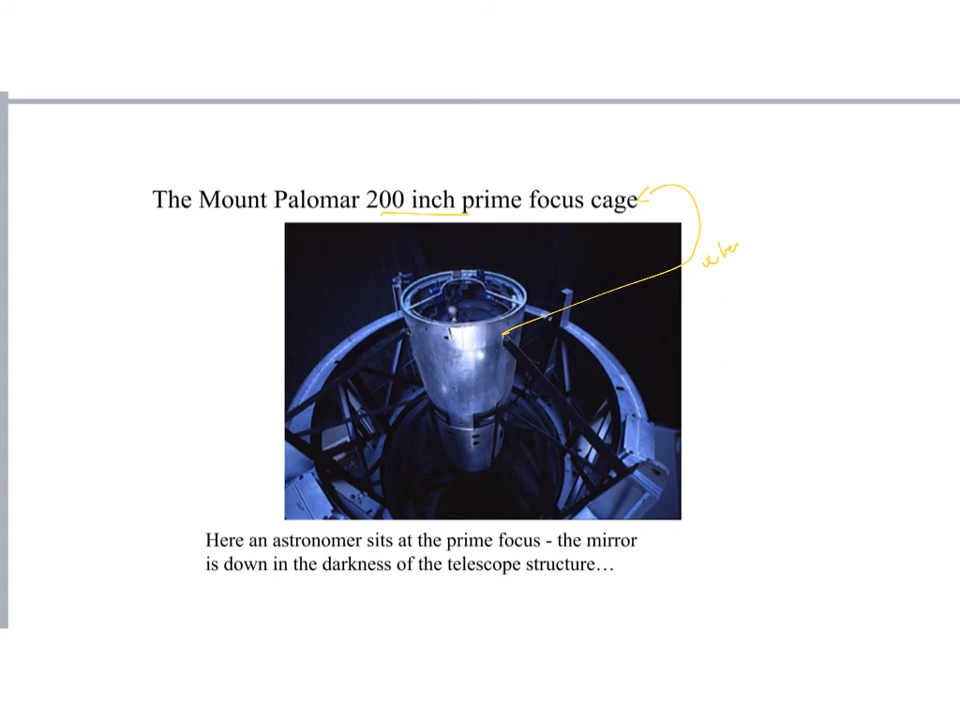 The Mount Palomar 200 inch prime focus cage
Here an astronomer sits at the prime focus - the mirror
is down in the darkness of the telescope structure…